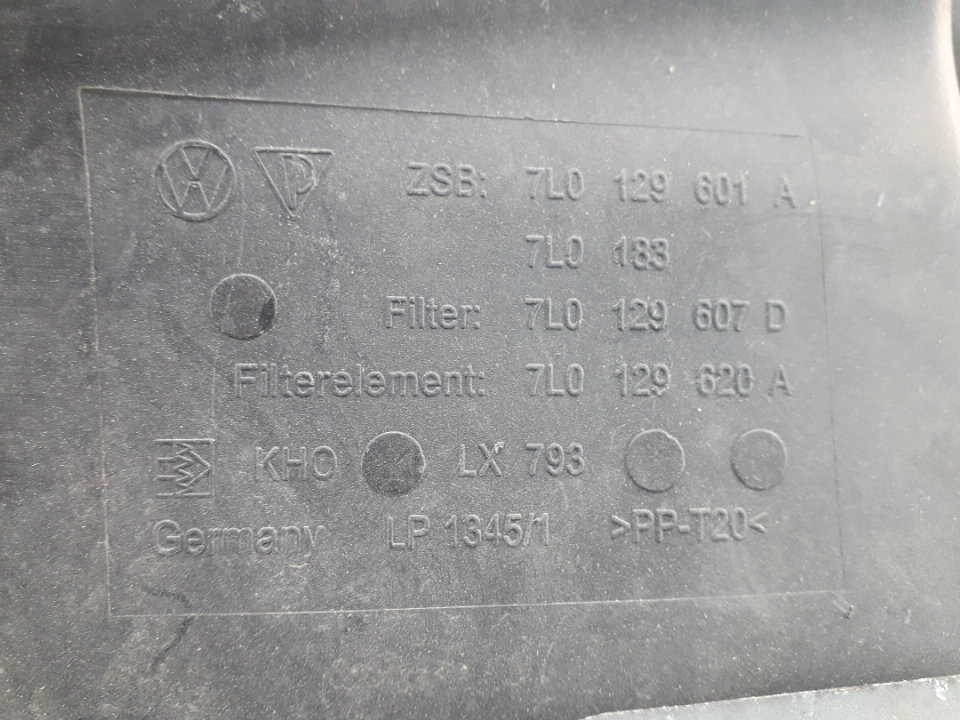 ZSB: 7L0 129 601 A
7L0 183
Filter: 7L0 129 607 D
Filterelement: 7L0 129 620 A
KHO LX 793
Germany LP 1345/1 >PP-T20<